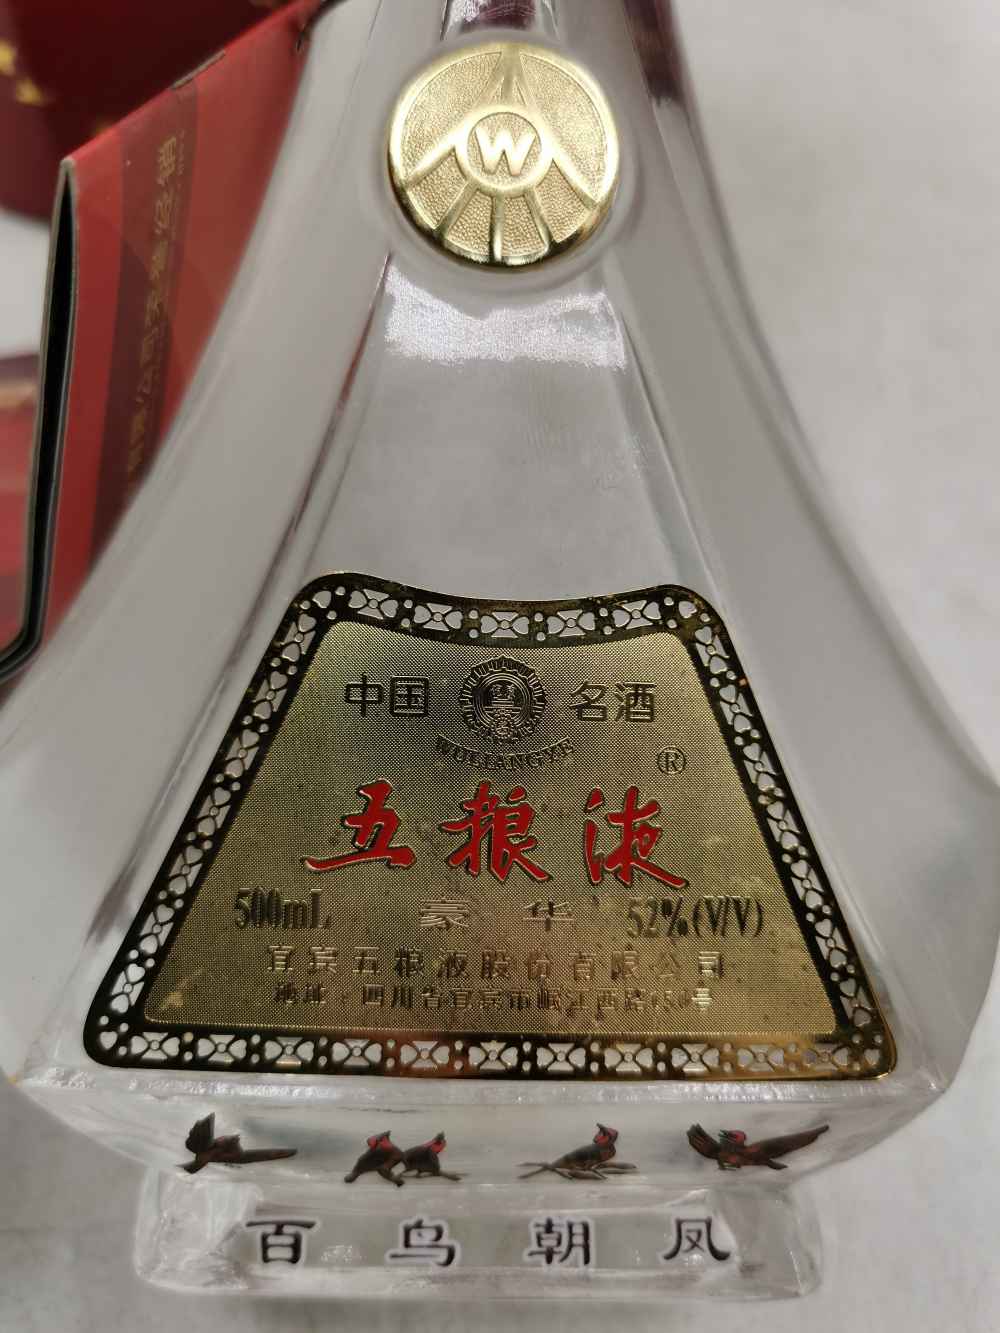 W
中国 名酒
WULIANGYE
®
五粮液
500mL 豪华 52%(V/V)
宜宾五粮液股份有限公司
地址：四川省宜宾市岷江西路150号
百鸟朝凤